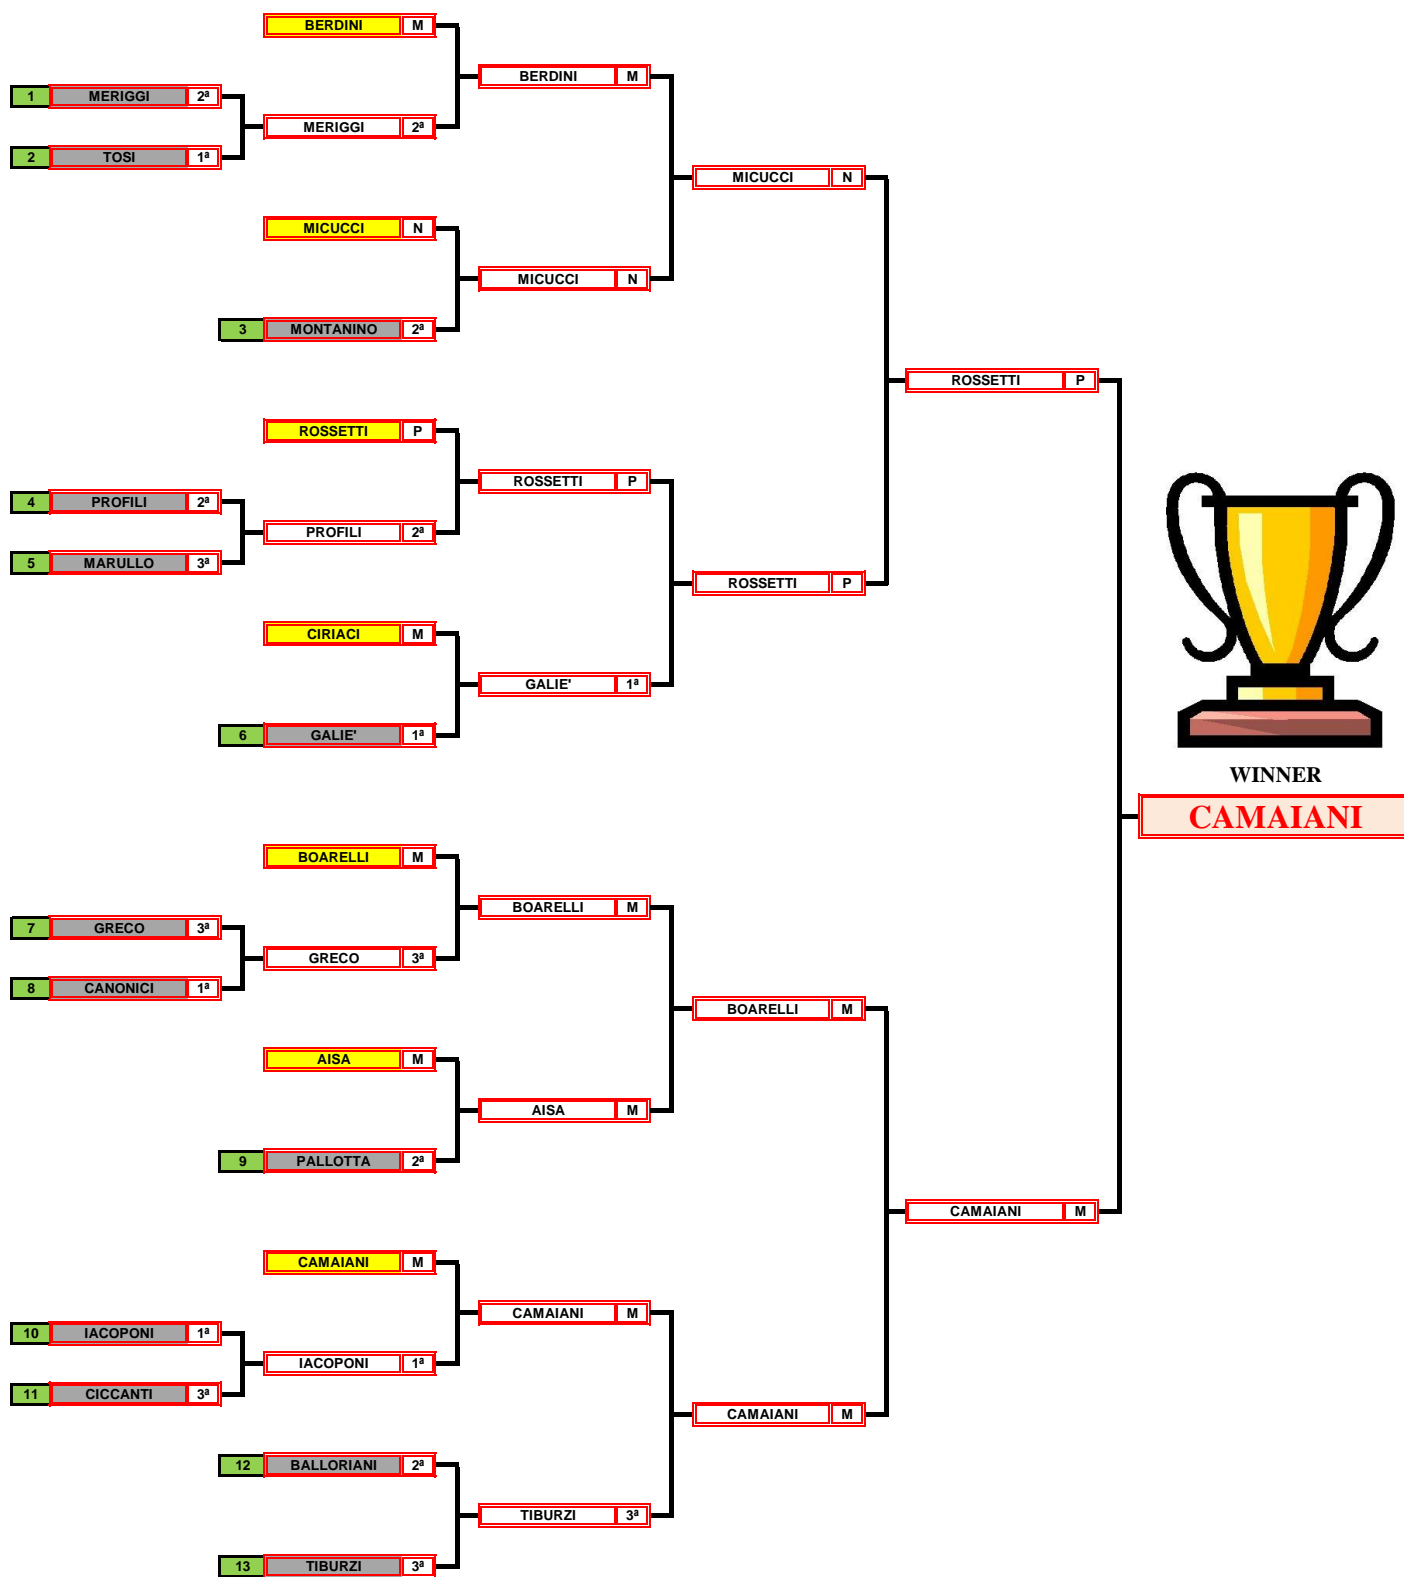 BERDINI M
BERDINI M
1 MERIGGI 2ª
MERIGGI 2ª
2 TOSI 1ª
MICUCCI N
MICUCCI N
MICUCCI N
3 MONTANINO 2ª
ROSSETTI P
ROSSETTI P
ROSSETTI P
4 PROFILI 2ª
PROFILI 2ª
5 MARULLO 3ª
ROSSETTI P
CIRIACI M
GALIE' 1ª
6 GALIE' 1ª
WINNER
CAMAIANI
BOARELLI M
BOARELLI M
7 GRECO 3ª
GRECO 3ª
8 CANONICI 1ª
BOARELLI M
AISA M
AISA M
9 PALLOTTA 2ª
CAMAIANI M
CAMAIANI M
CAMAIANI M
10 IACOPONI 1ª
IACOPONI 1ª
11 CICCANTI 3ª
CAMAIANI M
12 BALLORIANI 2ª
TIBURZI 3ª
13 TIBURZI 3ª